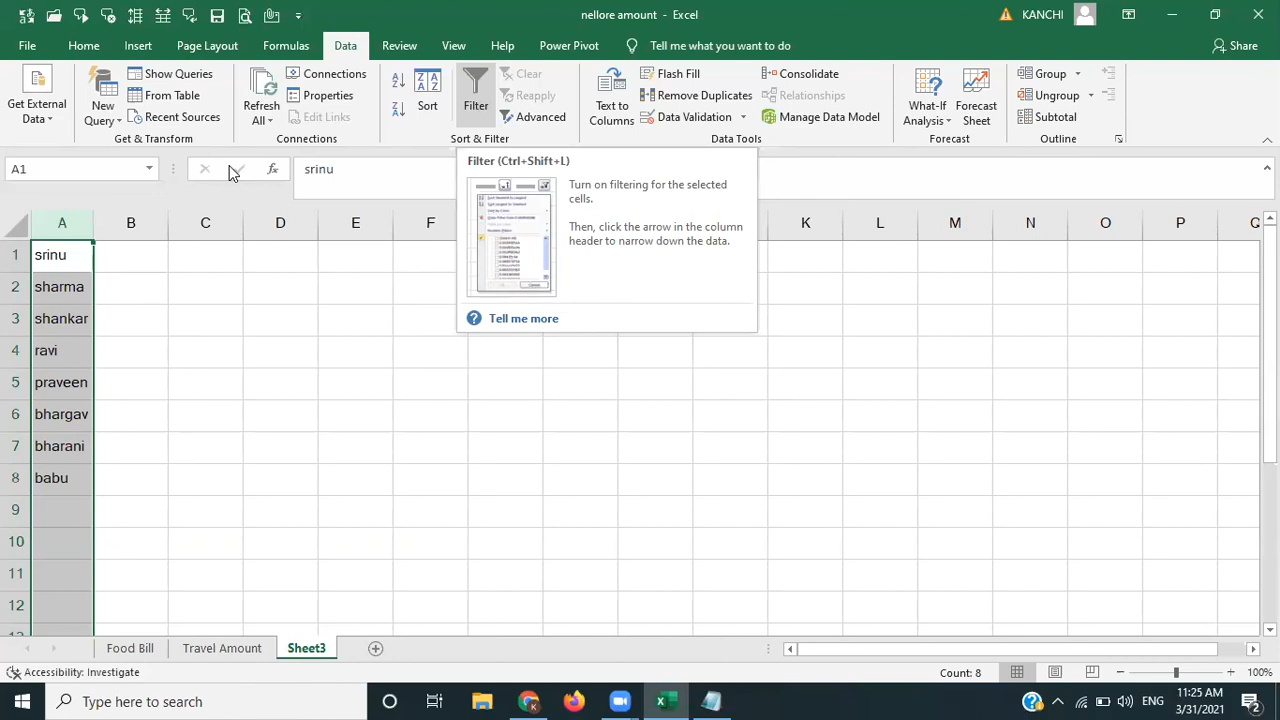 nellore amount - Excel
KANCHI
File Home Insert Page Layout Formulas Data Review View Help Power Pivot Tell me what you want to do Share
Get External Data
New Query
Show Queries
From Table
Recent Sources
Get & Transform
Refresh All
Connections
Properties
Edit Links
Connections
Sort
Filter
Clear
Reapply
Advanced
Sort & Filter
Text to Columns
Flash Fill
Remove Duplicates
Data Validation
Consolidate
Relationships
Manage Data Model
Data Tools
What-If Analysis
Forecast Sheet
Forecast
Group
Ungroup
Subtotal
Outline
A1
fx
srinu
Filter (Ctrl+Shift+L)
Turn on filtering for the selected
cells.
Then, click the arrow in the column
header to narrow down the data.
Tell me more
A B C D E F K L M N O P Q
1 srinu
2 sharma
3 shankar
4 ravi
5 praveen
6 bhargav
7 bharani
8 babu
9
10
11
12
Food Bill Travel Amount Sheet3
Accessibility: Investigate
Count: 8
100%
Type here to search
ENG
11:25 AM
3/31/2021
2